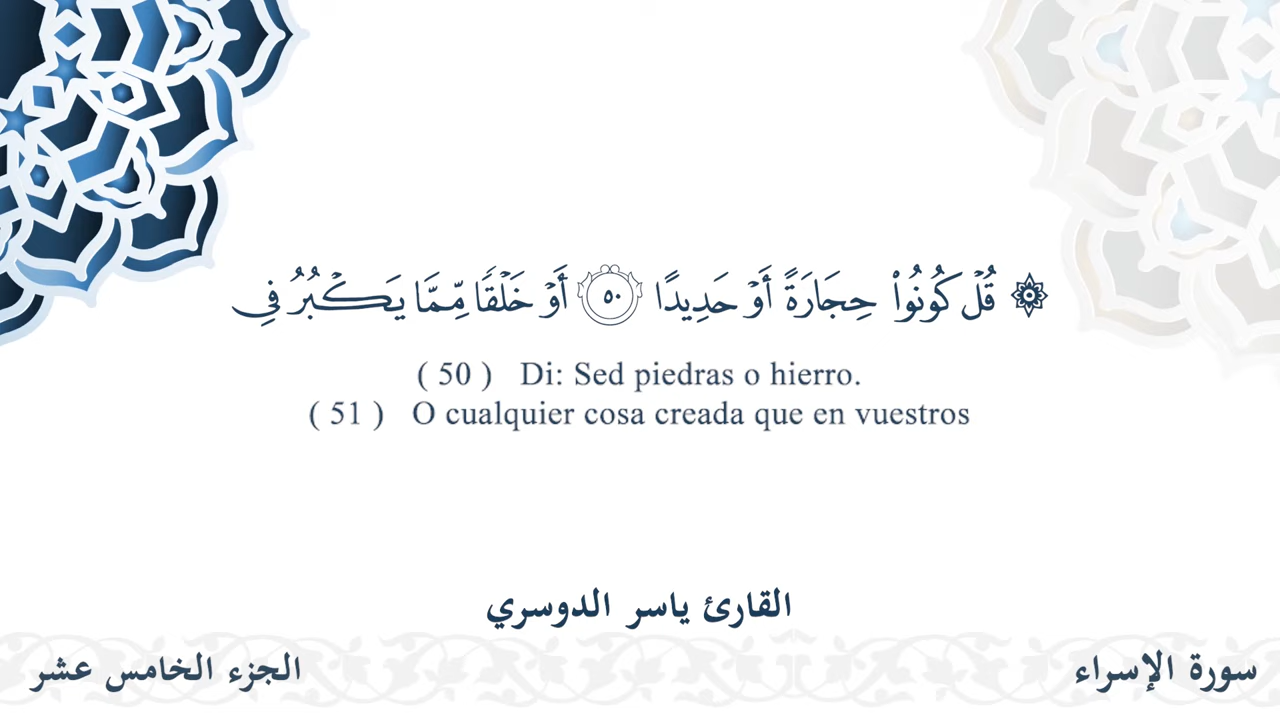 ۞ قُلۡ كُونُواْ حِجَارَةً أَوۡ حَدِيدًا ٥٠ أَوۡ خَلۡقٗا مِّمَّا يَكۡبُرُ فِي
( 50 ) Di: Sed piedras o hierro.
( 51 ) O cualquier cosa creada que en vuestros
القارئ ياسر الدوسري
سورة الإسراء
الجزء الخامس عشر